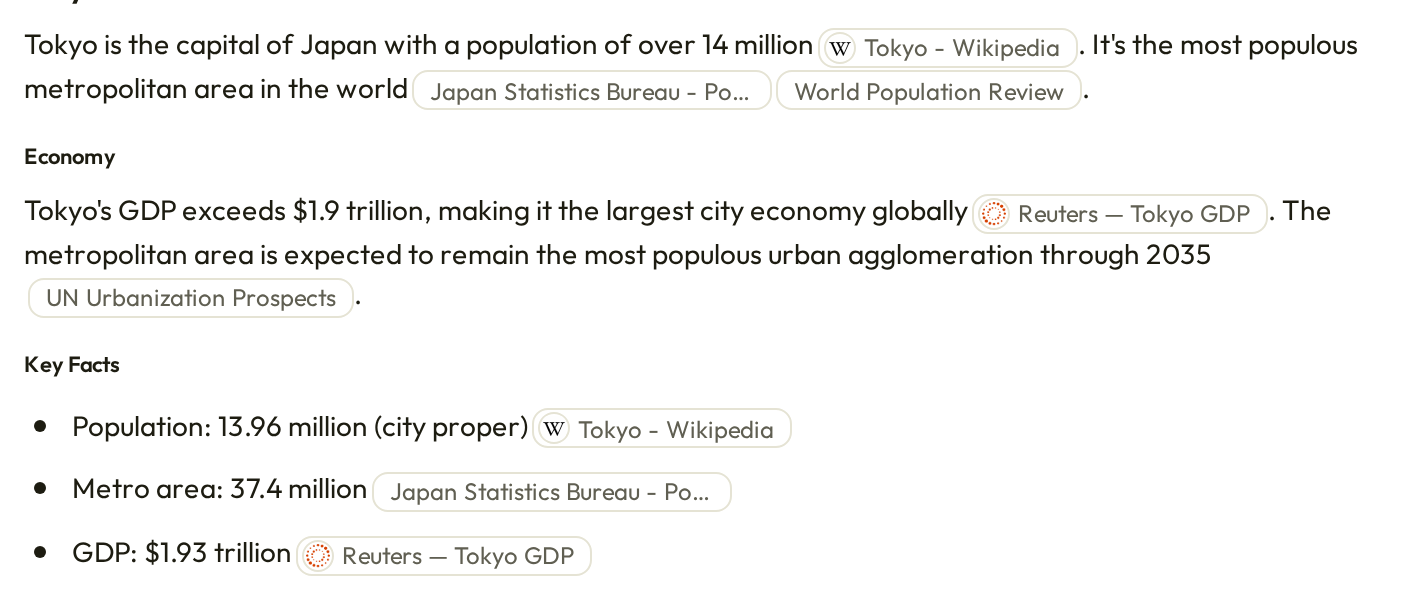 Tokyo is the capital of Japan with a population of over 14 million W Tokyo - Wikipedia . It's the most populous
metropolitan area in the world Japan Statistics Bureau - Po... World Population Review .
Economy
Tokyo's GDP exceeds $1.9 trillion, making it the largest city economy globally Reuters — Tokyo GDP . The
metropolitan area is expected to remain the most populous urban agglomeration through 2035
UN Urbanization Prospects .
Key Facts
• Population: 13.96 million (city proper) W Tokyo - Wikipedia
• Metro area: 37.4 million Japan Statistics Bureau - Po...
• GDP: $1.93 trillion Reuters — Tokyo GDP